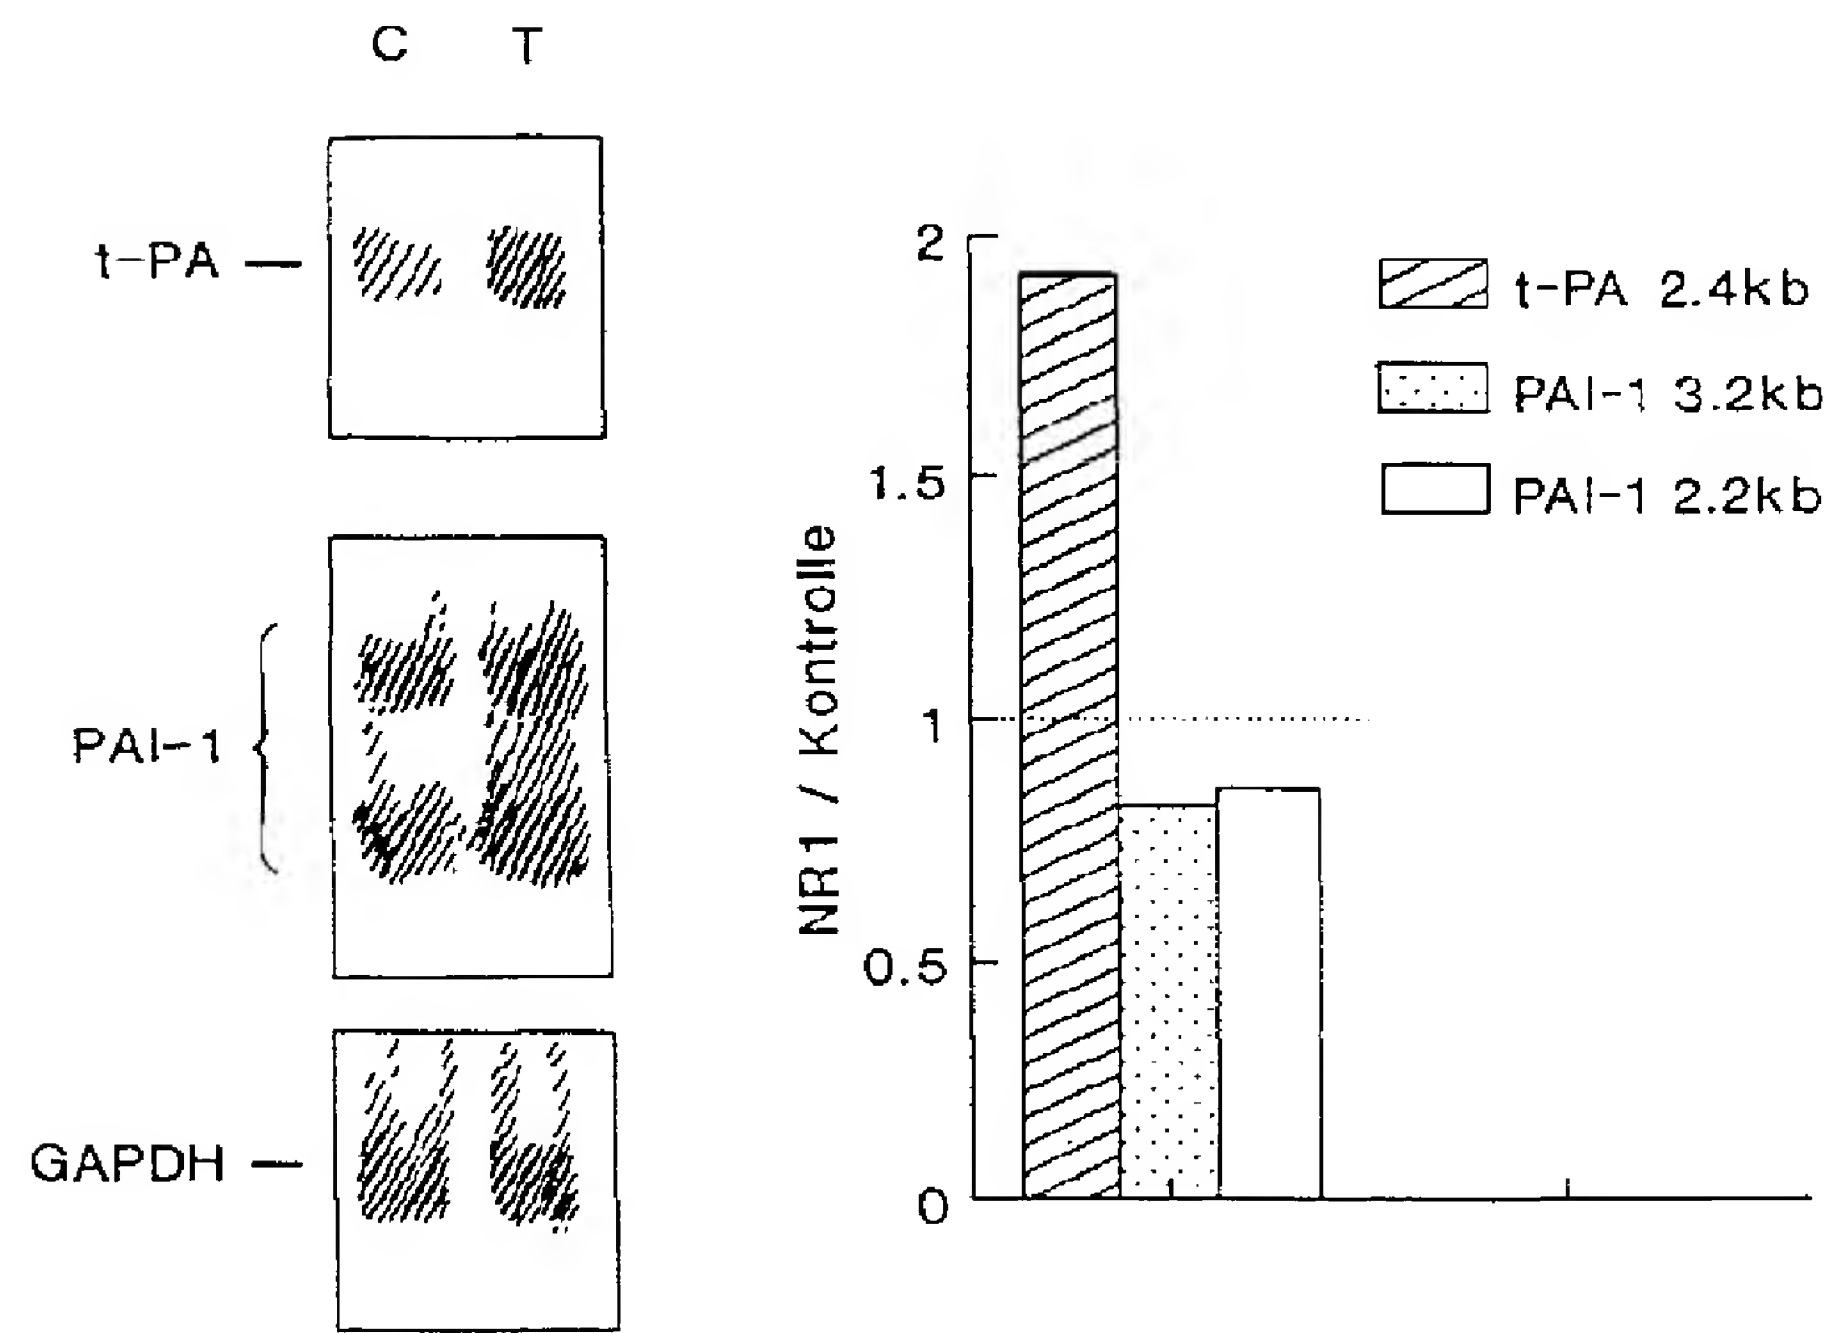 C T
t-PA
PAI-1
GAPDH
2
1.5
1
0.5
0
NR1 / Kontrolle
t-PA 2.4kb
PAI-1 3.2kb
PAI-1 2.2kb